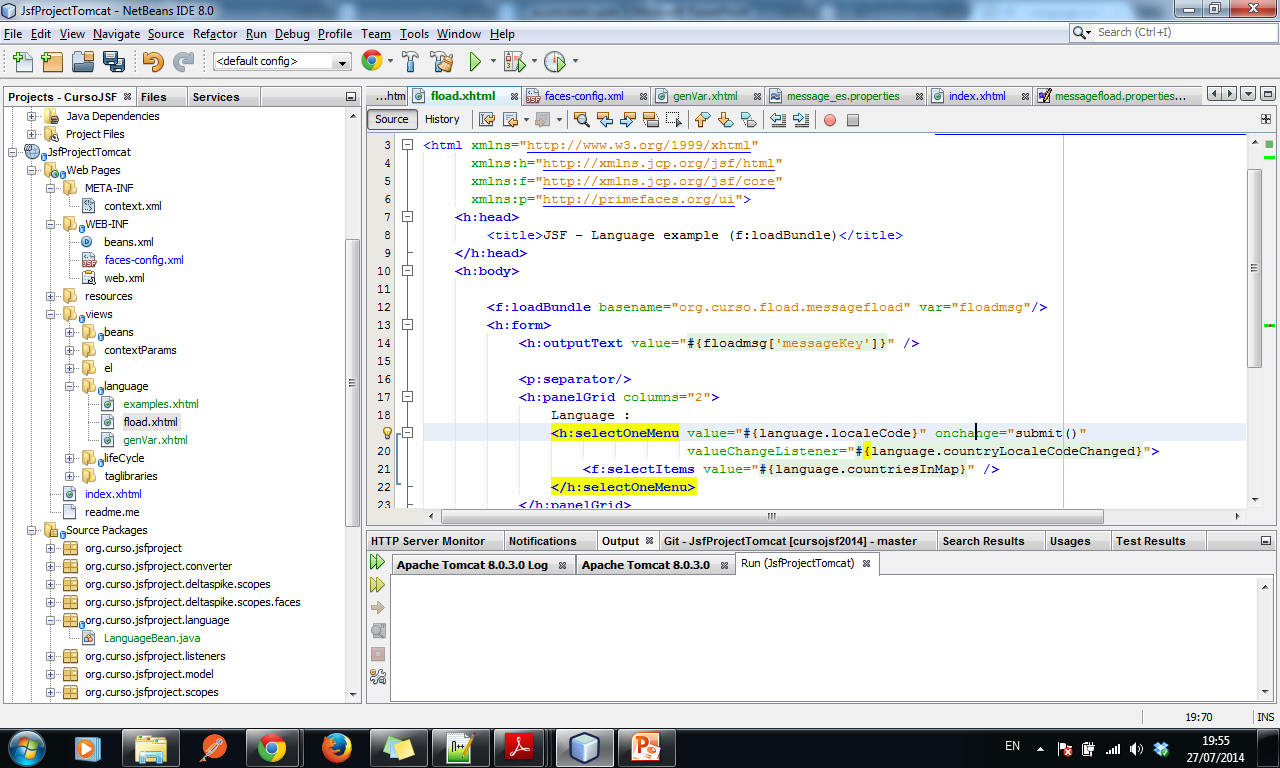 JsfProjectTomcat - NetBeans IDE 8.0
File Edit View Navigate Source Refactor Run Debug Profile Team Tools Window Help
Search (Ctrl+I)
<default config>
Projects - CursoJSF Files Services
Java Dependencies
Project Files
JsfProjectTomcat
Web Pages
META-INF
context.xml
WEB-INF
beans.xml
faces-config.xml
web.xml
resources
views
beans
contextParams
el
language
examples.xhtml
fload.xhtml
genVar.xhtml
lifeCycle
taglibraries
index.xhtml
readme.me
Source Packages
org.curso.jsfproject
org.curso.jsfproject.converter
org.curso.jsfproject.deltaspike.scopes
org.curso.jsfproject.deltaspike.scopes.faces
org.curso.jsfproject.language
LanguageBean.java
org.curso.jsfproject.listeners
org.curso.jsfproject.model
org.curso.jsfproject.scopes
...htm fload.xhtml faces-config.xml genVar.xhtml message_es.properties index.xhtml messagefload.properties...
Source History
3 <html xmlns="http://www.w3.org/1999/xhtml"
4 xmlns:h="http://xmlns.jcp.org/jsf/html"
5 xmlns:f="http://xmlns.jcp.org/jsf/core"
6 xmlns:p="http://primefaces.org/ui">
7 <h:head>
8 <title>JSF - Language example (f:loadBundle)</title>
9 </h:head>
10 <h:body>
11
12 <f:loadBundle basename="org.curso.fload.messagefload" var="floadmsg"/>
13 <h:form>
14 <h:outputText value="#{floadmsg['messageKey']}" />
15
16 <p:separator/>
17 <h:panelGrid columns="2">
18 Language :
<h:selectOneMenu value="#{language.localeCode}" onchange="submit()"
20 valueChangeListener="#{language.countryLocaleCodeChanged}">
21 <f:selectItems value="#{language.countriesInMap}" />
22 </h:selectOneMenu>
23 </h:panelGrid>
HTTP Server Monitor Notifications Output Git - JsfProjectTomcat [cursojsf2014] - master Search Results Usages Test Results
Apache Tomcat 8.0.3.0 Log Apache Tomcat 8.0.3.0 Run (JsfProjectTomcat)
19:70 INS
EN
19:55
27/07/2014